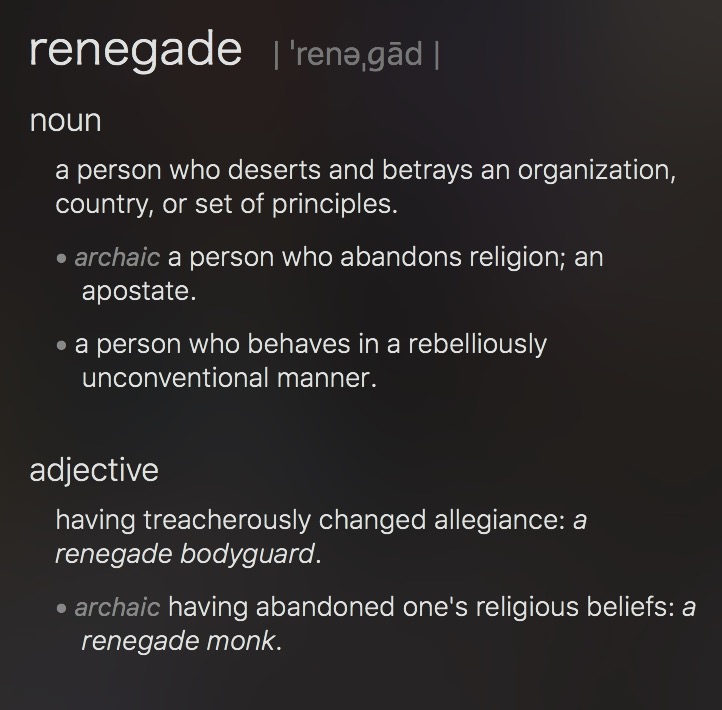 renegade | ˈrenəˌɡād |
noun
a person who deserts and betrays an organization,
country, or set of principles.
• archaic a person who abandons religion; an
apostate.
• a person who behaves in a rebelliously
unconventional manner.
adjective
having treacherously changed allegiance: a
renegade bodyguard.
• archaic having abandoned one's religious beliefs: a
renegade monk.